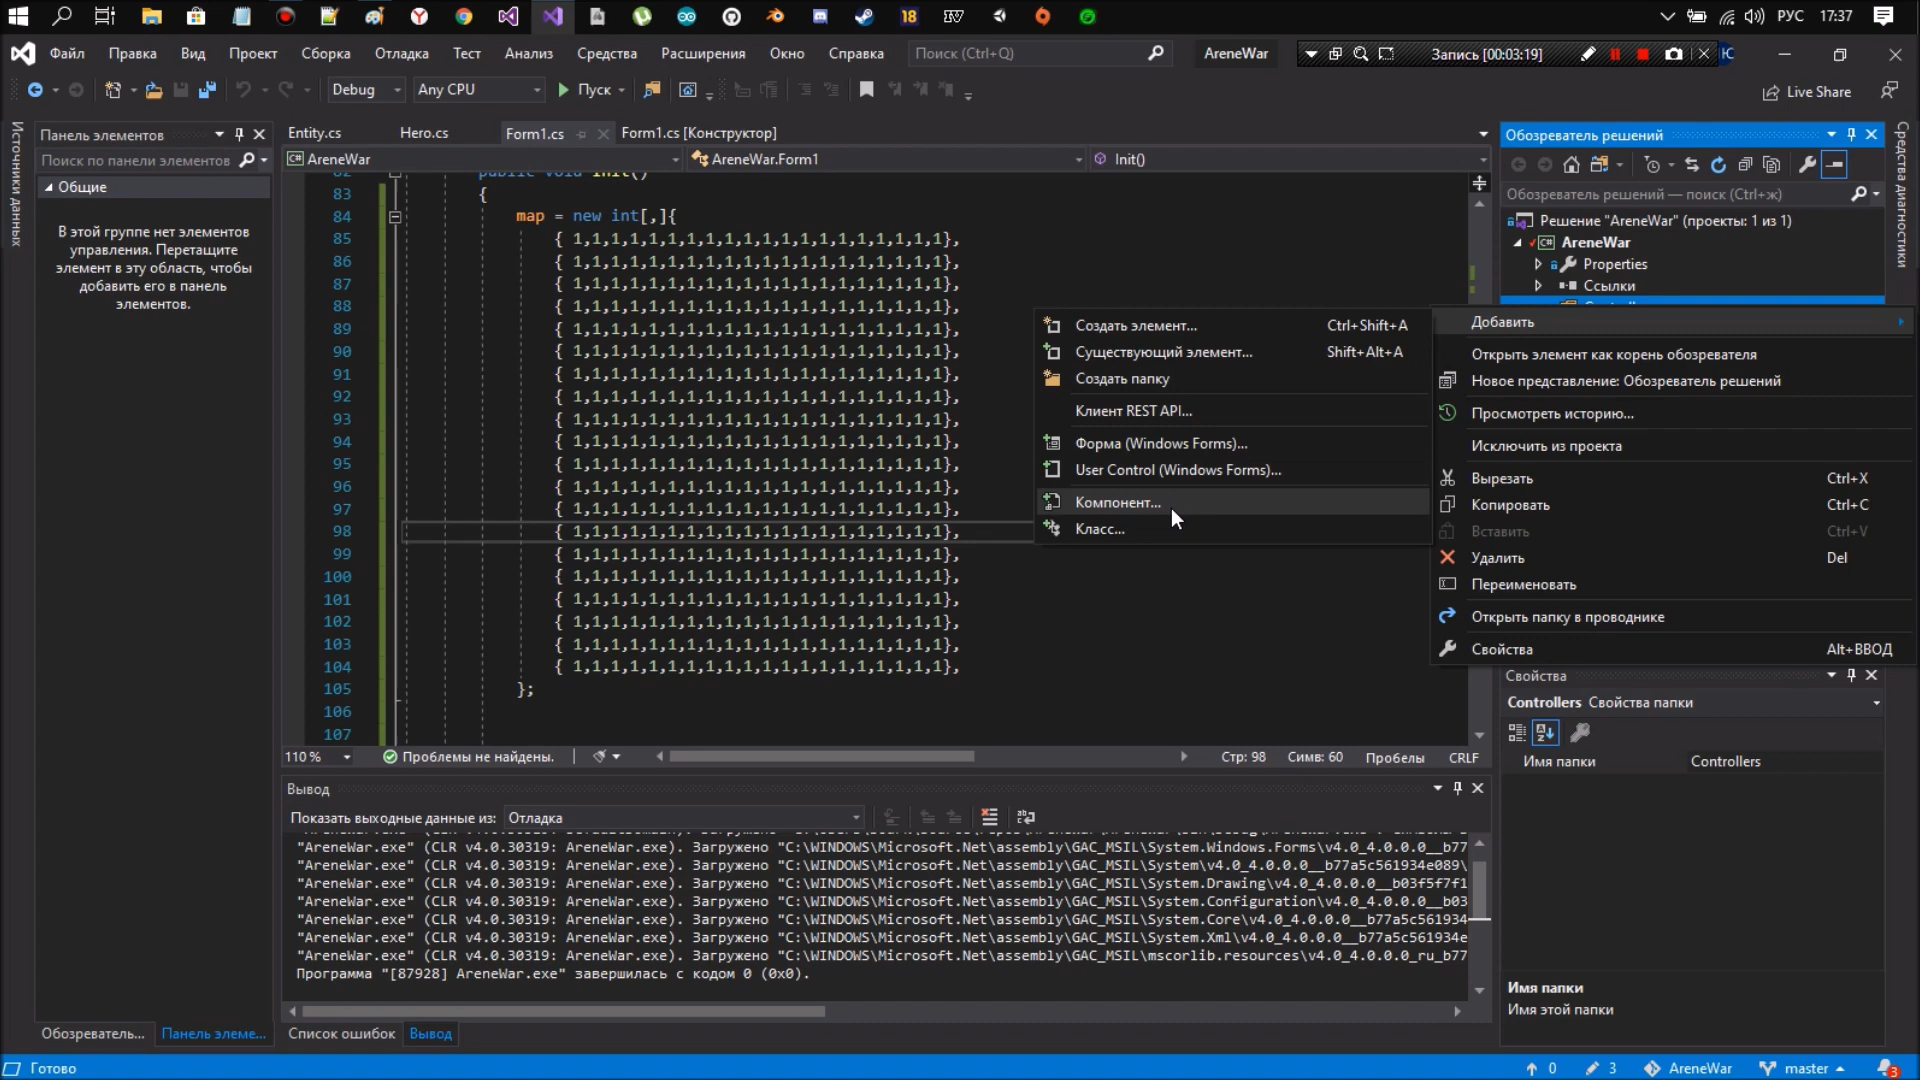 18
РУС
17:37
Файл
Правка
Вид
Проект
Сборка
Отладка
Тест
Анализ
Средства
Расширения
Окно
Справка
Поиск (Ctrl+Q)
AreneWar
Запись [00:03:19]
Debug
Any CPU
Пуск
Live Share
Источники данных
Панель элементов
Поиск по панели элементов
Общие
В этой группе нет элементов
управления. Перетащите
элемент в эту область, чтобы
добавить его в панель
элементов.
Entity.cs
Hero.cs
Form1.cs
Form1.cs [Конструктор]
AreneWar
AreneWar.Form1
Init()
82 public void Init()
83 {
84 map = new int[,]{
85 { 1,1,1,1,1,1,1,1,1,1,1,1,1,1,1,1,1,1,1,1},
86 { 1,1,1,1,1,1,1,1,1,1,1,1,1,1,1,1,1,1,1,1},
87 { 1,1,1,1,1,1,1,1,1,1,1,1,1,1,1,1,1,1,1,1},
88 { 1,1,1,1,1,1,1,1,1,1,1,1,1,1,1,1,1,1,1,1},
89 { 1,1,1,1,1,1,1,1,1,1,1,1,1,1,1,1,1,1,1,1},
90 { 1,1,1,1,1,1,1,1,1,1,1,1,1,1,1,1,1,1,1,1},
91 { 1,1,1,1,1,1,1,1,1,1,1,1,1,1,1,1,1,1,1,1},
92 { 1,1,1,1,1,1,1,1,1,1,1,1,1,1,1,1,1,1,1,1},
93 { 1,1,1,1,1,1,1,1,1,1,1,1,1,1,1,1,1,1,1,1},
94 { 1,1,1,1,1,1,1,1,1,1,1,1,1,1,1,1,1,1,1,1},
95 { 1,1,1,1,1,1,1,1,1,1,1,1,1,1,1,1,1,1,1,1},
96 { 1,1,1,1,1,1,1,1,1,1,1,1,1,1,1,1,1,1,1,1},
97 { 1,1,1,1,1,1,1,1,1,1,1,1,1,1,1,1,1,1,1,1},
98 { 1,1,1,1,1,1,1,1,1,1,1,1,1,1,1,1,1,1,1,1},
99 { 1,1,1,1,1,1,1,1,1,1,1,1,1,1,1,1,1,1,1,1},
100 { 1,1,1,1,1,1,1,1,1,1,1,1,1,1,1,1,1,1,1,1},
101 { 1,1,1,1,1,1,1,1,1,1,1,1,1,1,1,1,1,1,1,1},
102 { 1,1,1,1,1,1,1,1,1,1,1,1,1,1,1,1,1,1,1,1},
103 { 1,1,1,1,1,1,1,1,1,1,1,1,1,1,1,1,1,1,1,1},
104 { 1,1,1,1,1,1,1,1,1,1,1,1,1,1,1,1,1,1,1,1},
105 };
106
107
Создать элемент... Ctrl+Shift+A
Существующий элемент... Shift+Alt+A
Создать папку
Клиент REST API...
Форма (Windows Forms)...
User Control (Windows Forms)...
Компонент...
Класс...
Обозреватель решений
Обозреватель решений — поиск (Ctrl+ж)
Решение "AreneWar" (проекты: 1 из 1)
AreneWar
Properties
Ссылки
Средства диагностики
Добавить
Открыть элемент как корень обозревателя
Новое представление: Обозреватель решений
Просмотреть историю...
Исключить из проекта
Вырезать Ctrl+X
Копировать Ctrl+C
Вставить Ctrl+V
Удалить Del
Переименовать
Открыть папку в проводнике
Свойства Alt+ВВОД
Свойства
Controllers Свойства папки
Имя папки Controllers
Имя папки
Имя этой папки
110 %
Проблемы не найдены.
Стр: 98
Симв: 60
Пробелы
CRLF
Вывод
Показать выходные данные из: Отладка
"AreneWar.exe" (CLR v4.0.30319: AreneWar.exe). Загружено "C:\WINDOWS\Microsoft.Net\assembly\GAC_MSIL\System.Windows.Forms\v4.0_4.0.0.0__b77
"AreneWar.exe" (CLR v4.0.30319: AreneWar.exe). Загружено "C:\WINDOWS\Microsoft.Net\assembly\GAC_MSIL\System\v4.0_4.0.0.0__b77a5c561934e089\
"AreneWar.exe" (CLR v4.0.30319: AreneWar.exe). Загружено "C:\WINDOWS\Microsoft.Net\assembly\GAC_MSIL\System.Drawing\v4.0_4.0.0.0__b03f5f7f1
"AreneWar.exe" (CLR v4.0.30319: AreneWar.exe). Загружено "C:\WINDOWS\Microsoft.Net\assembly\GAC_MSIL\System.Configuration\v4.0_4.0.0.0__b03
"AreneWar.exe" (CLR v4.0.30319: AreneWar.exe). Загружено "C:\WINDOWS\Microsoft.Net\assembly\GAC_MSIL\System.Core\v4.0_4.0.0.0__b77a5c561934
"AreneWar.exe" (CLR v4.0.30319: AreneWar.exe). Загружено "C:\WINDOWS\Microsoft.Net\assembly\GAC_MSIL\System.Xml\v4.0_4.0.0.0__b77a5c561934e
"AreneWar.exe" (CLR v4.0.30319: AreneWar.exe). Загружено "C:\WINDOWS\Microsoft.Net\assembly\GAC_MSIL\mscorlib.resources\v4.0_4.0.0.0_ru_b77
Программа "[87928] AreneWar.exe" завершилась с кодом 0 (0x0).
Обозреватель...
Панель элеме...
Список ошибок
Вывод
Готово
0
3
AreneWar
master
3